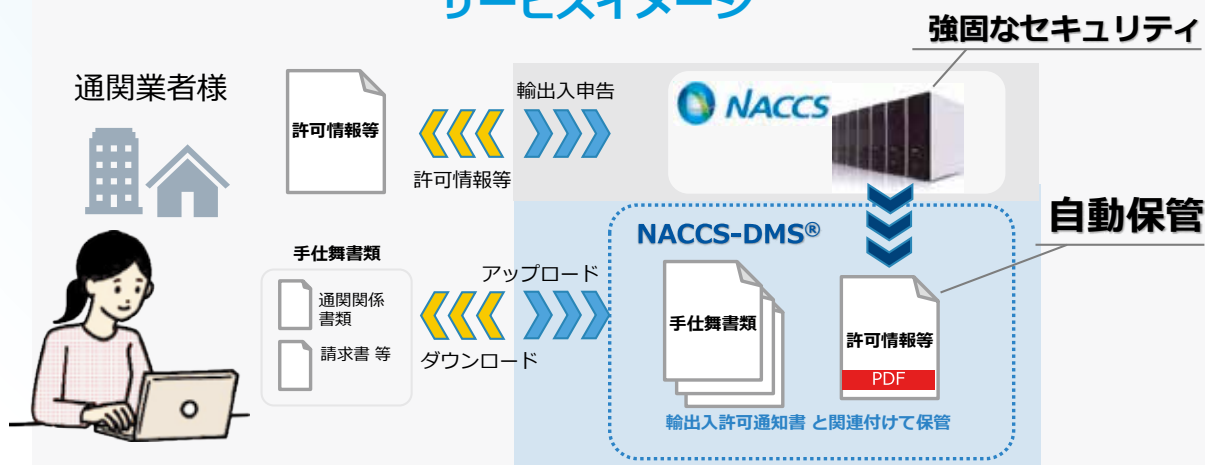 サービスイメージ
強固なセキュリティ
通関業者様
許可情報等
輸出入申告
許可情報等
NACCS
自動保管
NACCS-DMS®
手仕舞書類
通関関係
書類
請求書 等
アップロード
ダウンロード
手仕舞書類
許可情報等
PDF
輸出入許可通知書 と関連付けて保管